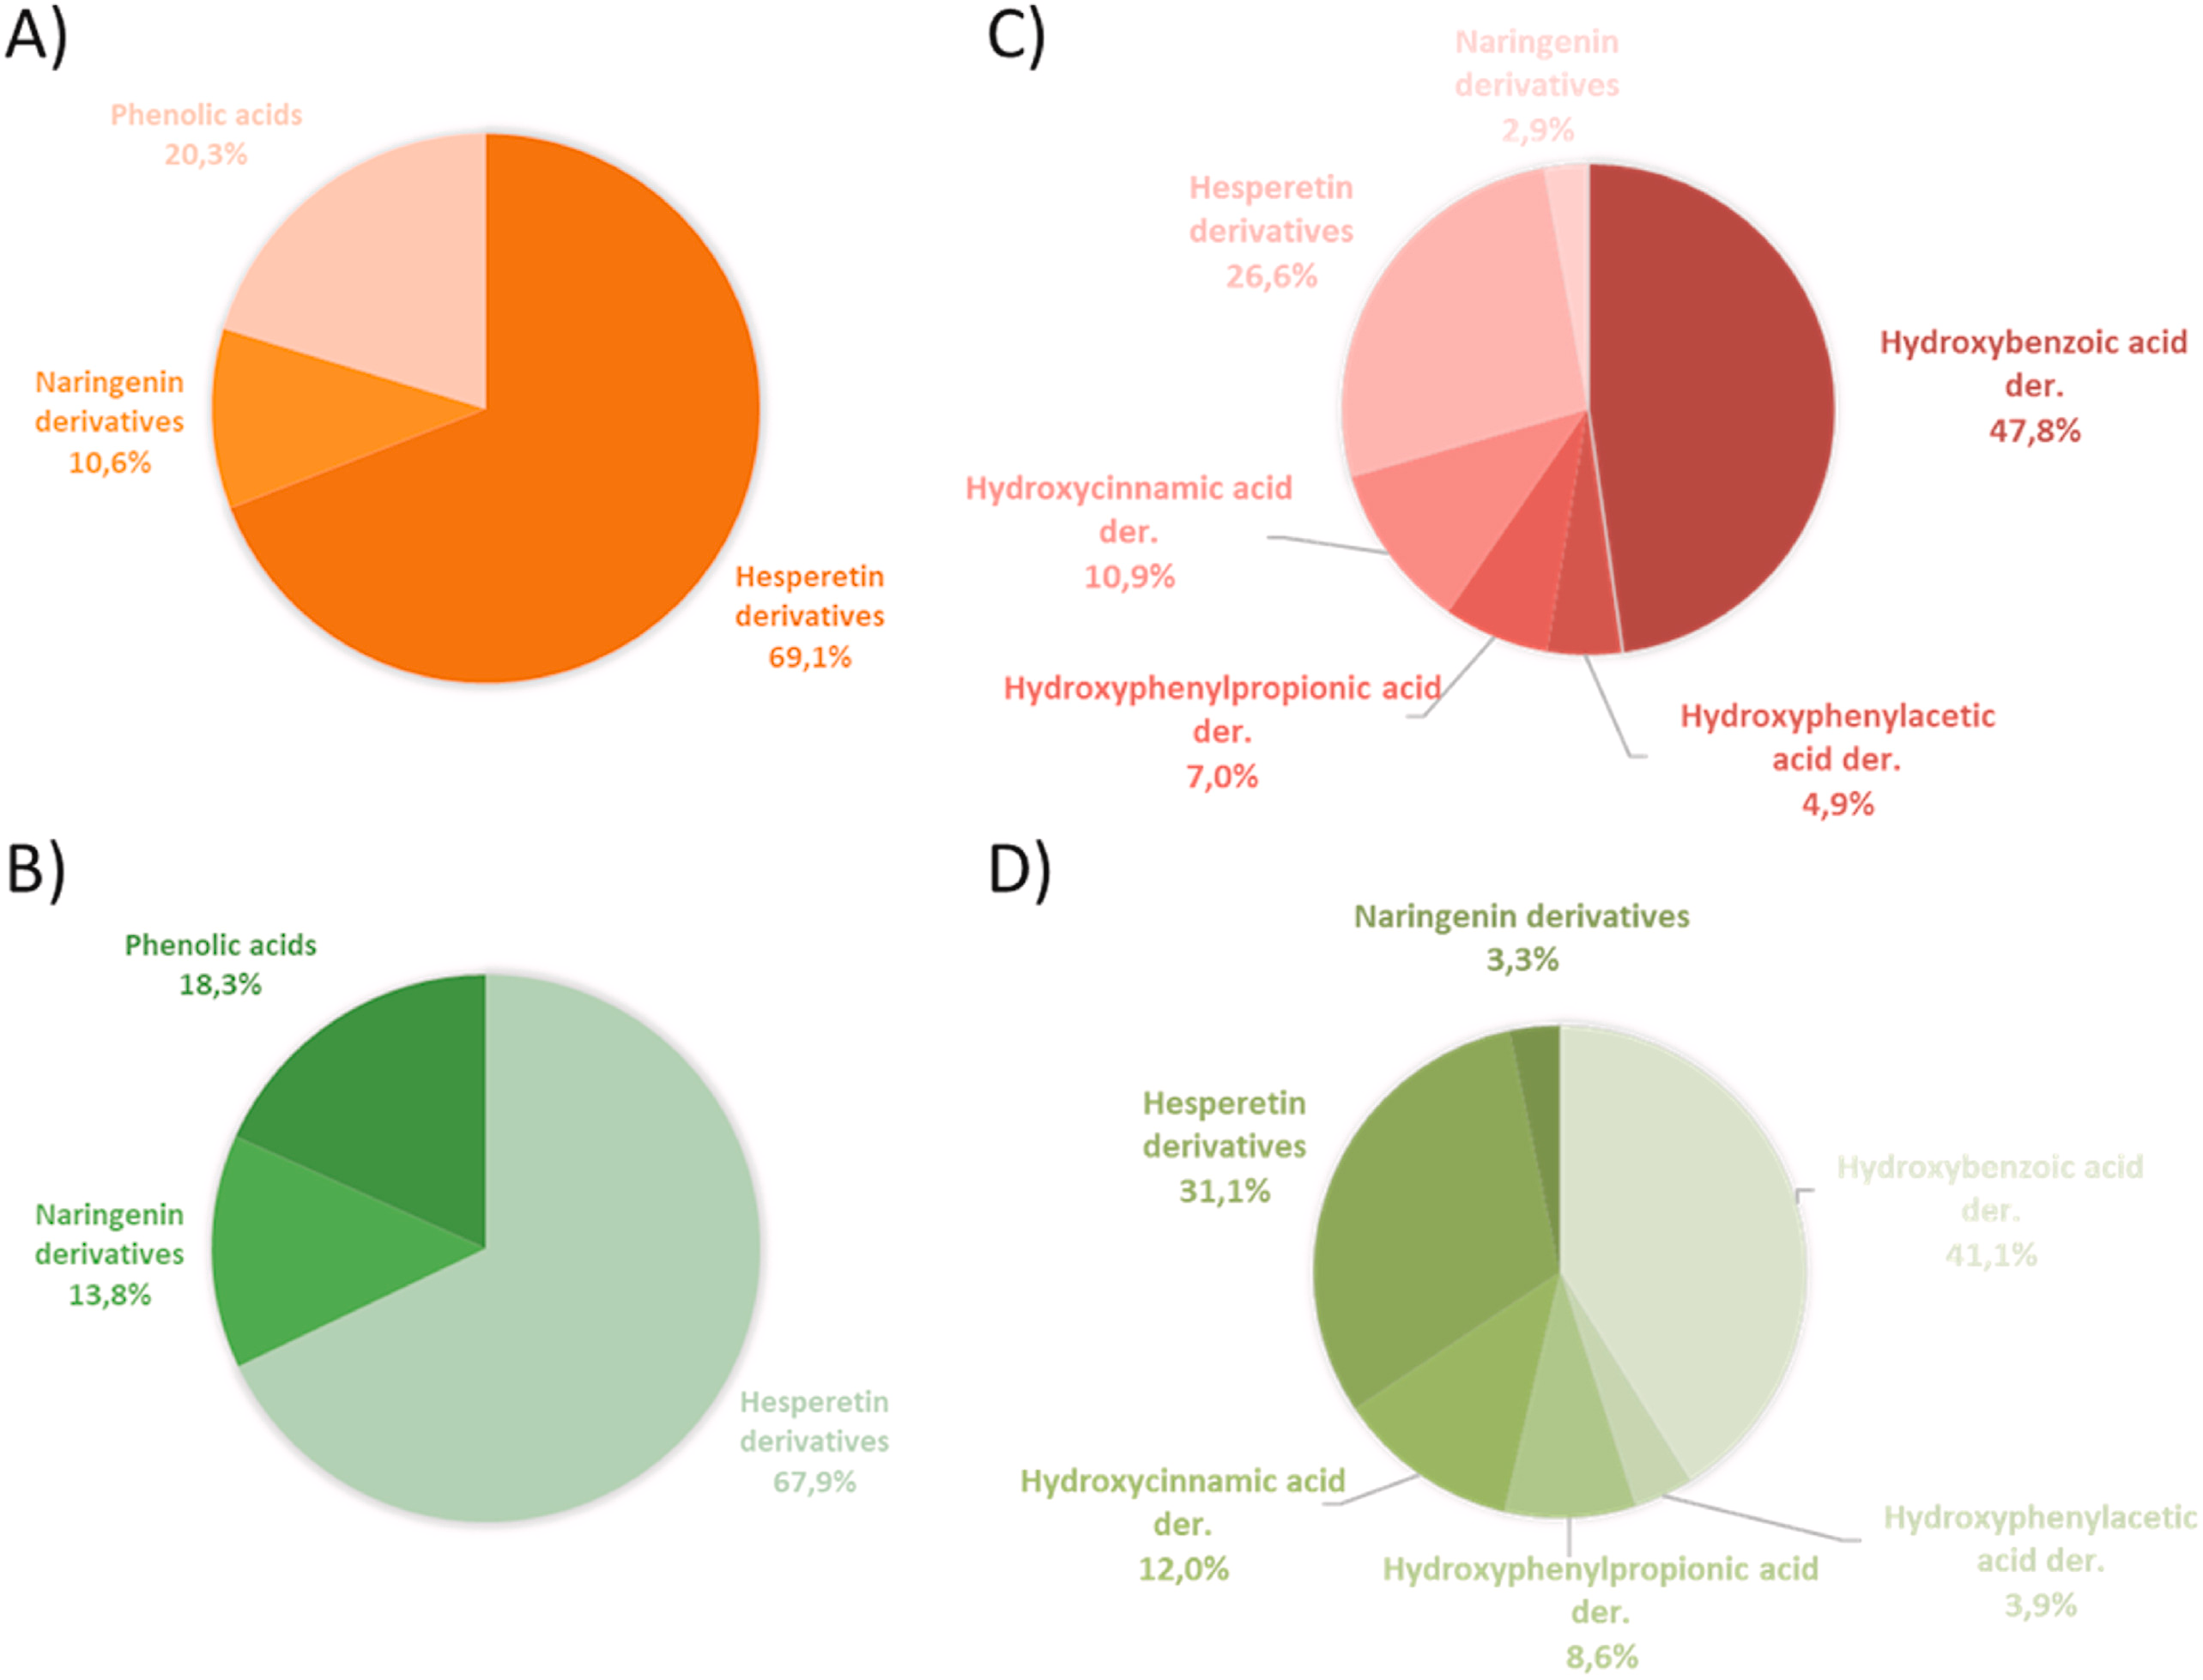 A)
Phenolic acids
20,3%
Naringenin
derivatives
10,6%
Hesperetin
derivatives
69,1%
C)
Naringenin
derivatives
2,9%
Hesperetin
derivatives
26,6%
Hydroxybenzoic acid
der.
47,8%
Hydroxycinnamic acid
der.
10,9%
Hydroxyphenylpropionic acid
der.
7,0%
Hydroxyphenylacetic
acid der.
4,9%
B)
Phenolic acids
18,3%
Naringenin
derivatives
13,8%
Hesperetin
derivatives
67,9%
D)
Naringenin derivatives
3,3%
Hesperetin
derivatives
31,1%
Hydroxybenzoic acid
der.
41,1%
Hydroxycinnamic acid
der.
12,0%
Hydroxyphenylpropionic acid
der.
8,6%
Hydroxyphenylacetic
acid der.
3,9%